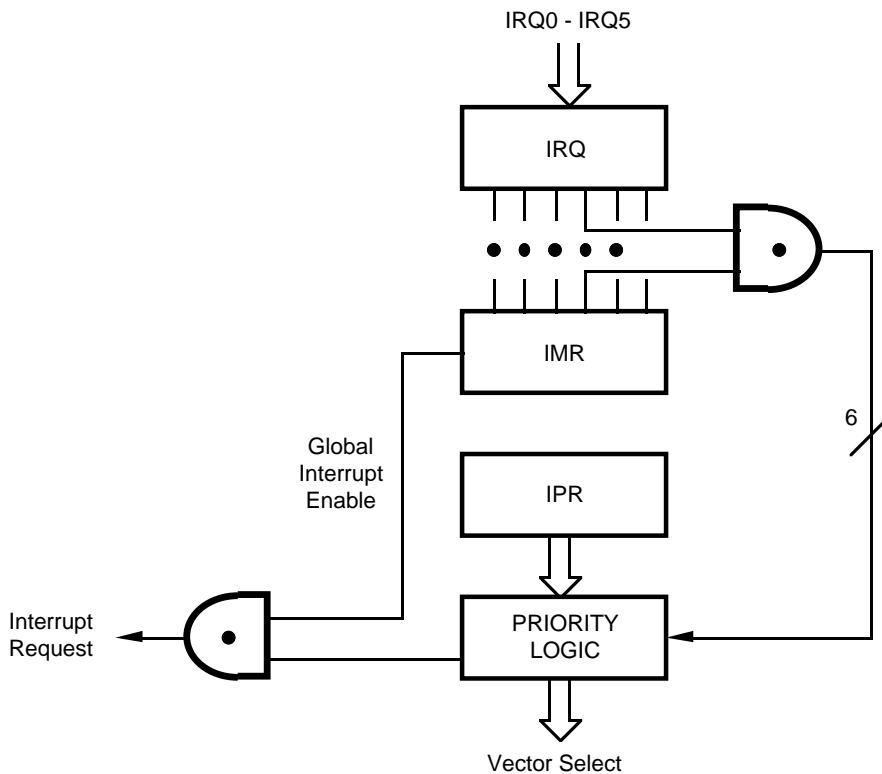 IRQ0 - IRQ5
IRQ
IMR
6
Global
Interrupt
Enable
IPR
Interrupt
Request
PRIORITY
LOGIC
Vector Select